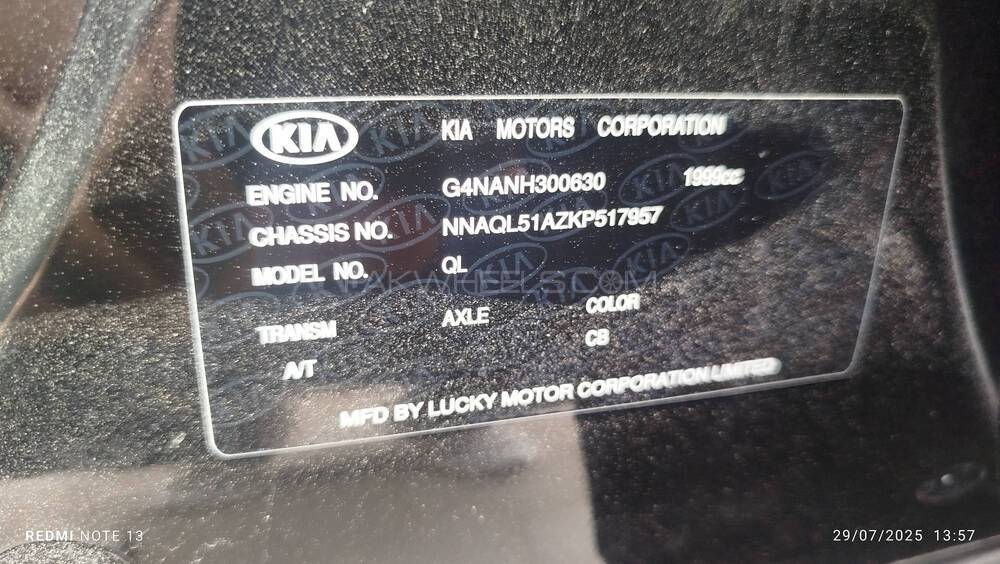 KIA KIA MOTORS CORPORATION
ENGINE NO. G4NANH300630 1999cc
CHASSIS NO. NNAQL51AZKP517957
MODEL NO. QL
PAKWHEELS.COM
TRANSM AXLE COLOR
A/T CB
MFD BY LUCKY MOTOR CORPORATION LIMITED
REDMI NOTE 13 29/07/2025 13:57